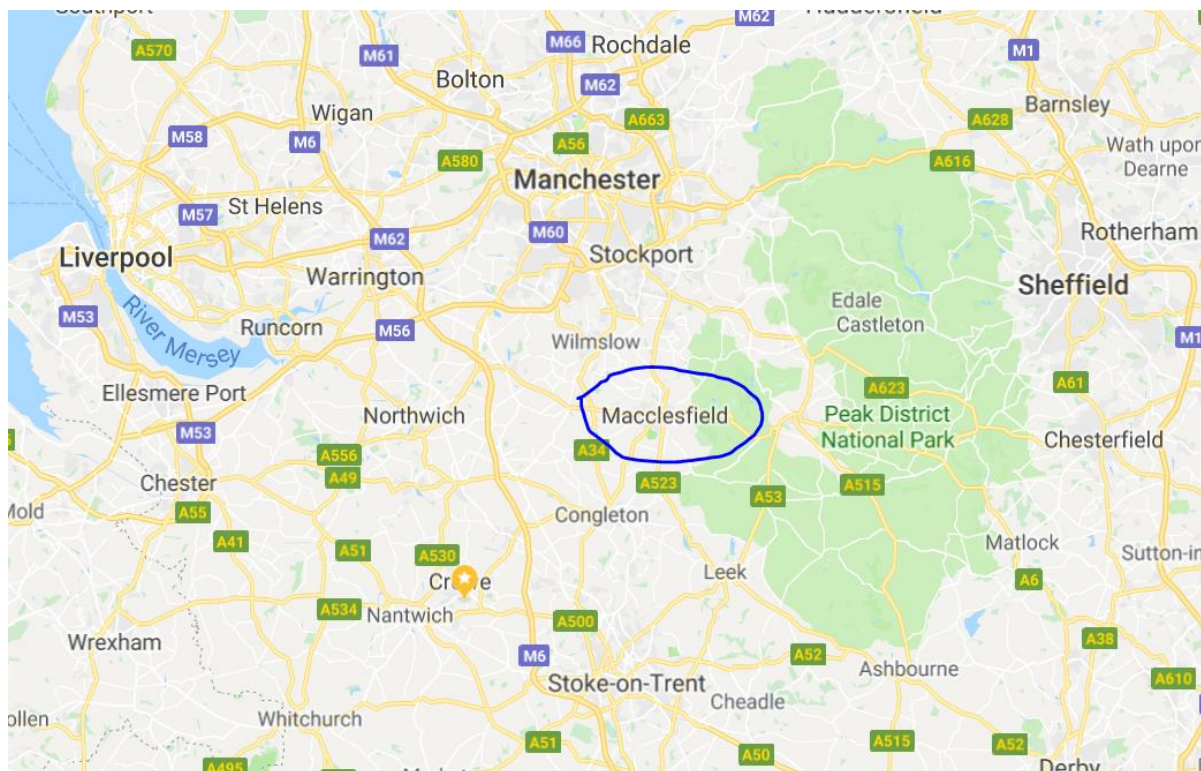 Southport
M62
Huddersfield
A570
M61
M66
Rochdale
M1
Bolton
M62
Barnsley
Wigan
A663
A628
M58
M6
A56
Wath upon
Dearne
A580
A616
Manchester
St Helens
M57
M62
M60
Rotherham
Liverpool
Stockport
Warrington
Sheffield
M53
River Mersey
Runcorn
M56
Edale
Castleton
Wilmslow
M1
Ellesmere Port
A623
A61
Northwich
Macclesfield
Peak District
National Park
M53
A34
Chesterfield
A556
A49
Chester
A523
A53
A515
Mold
A55
Congleton
A41
A51
A530
Matlock
Sutton-in
Leek
A6
Nantwich
A534
A500
Wrexham
A38
M6
A52
Ashbourne
Stoke-on-Trent
A610
Cheadle
ollen
Whitchurch
A51
A515
A52
A495
A50
Derby